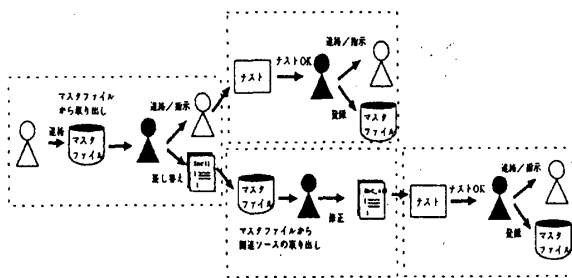 連絡/指示
テストOK
テスト
登録
マスタ
ファイル
マスタファイル
から取り出し
連絡
マスタ
ファイル
連絡/指示
差し替え
マスタ
ファイル
修正
マスタファイルから
関連ソースの取り出し
テスト
テストOK
連絡/指示
登録
マスタ
ファイル